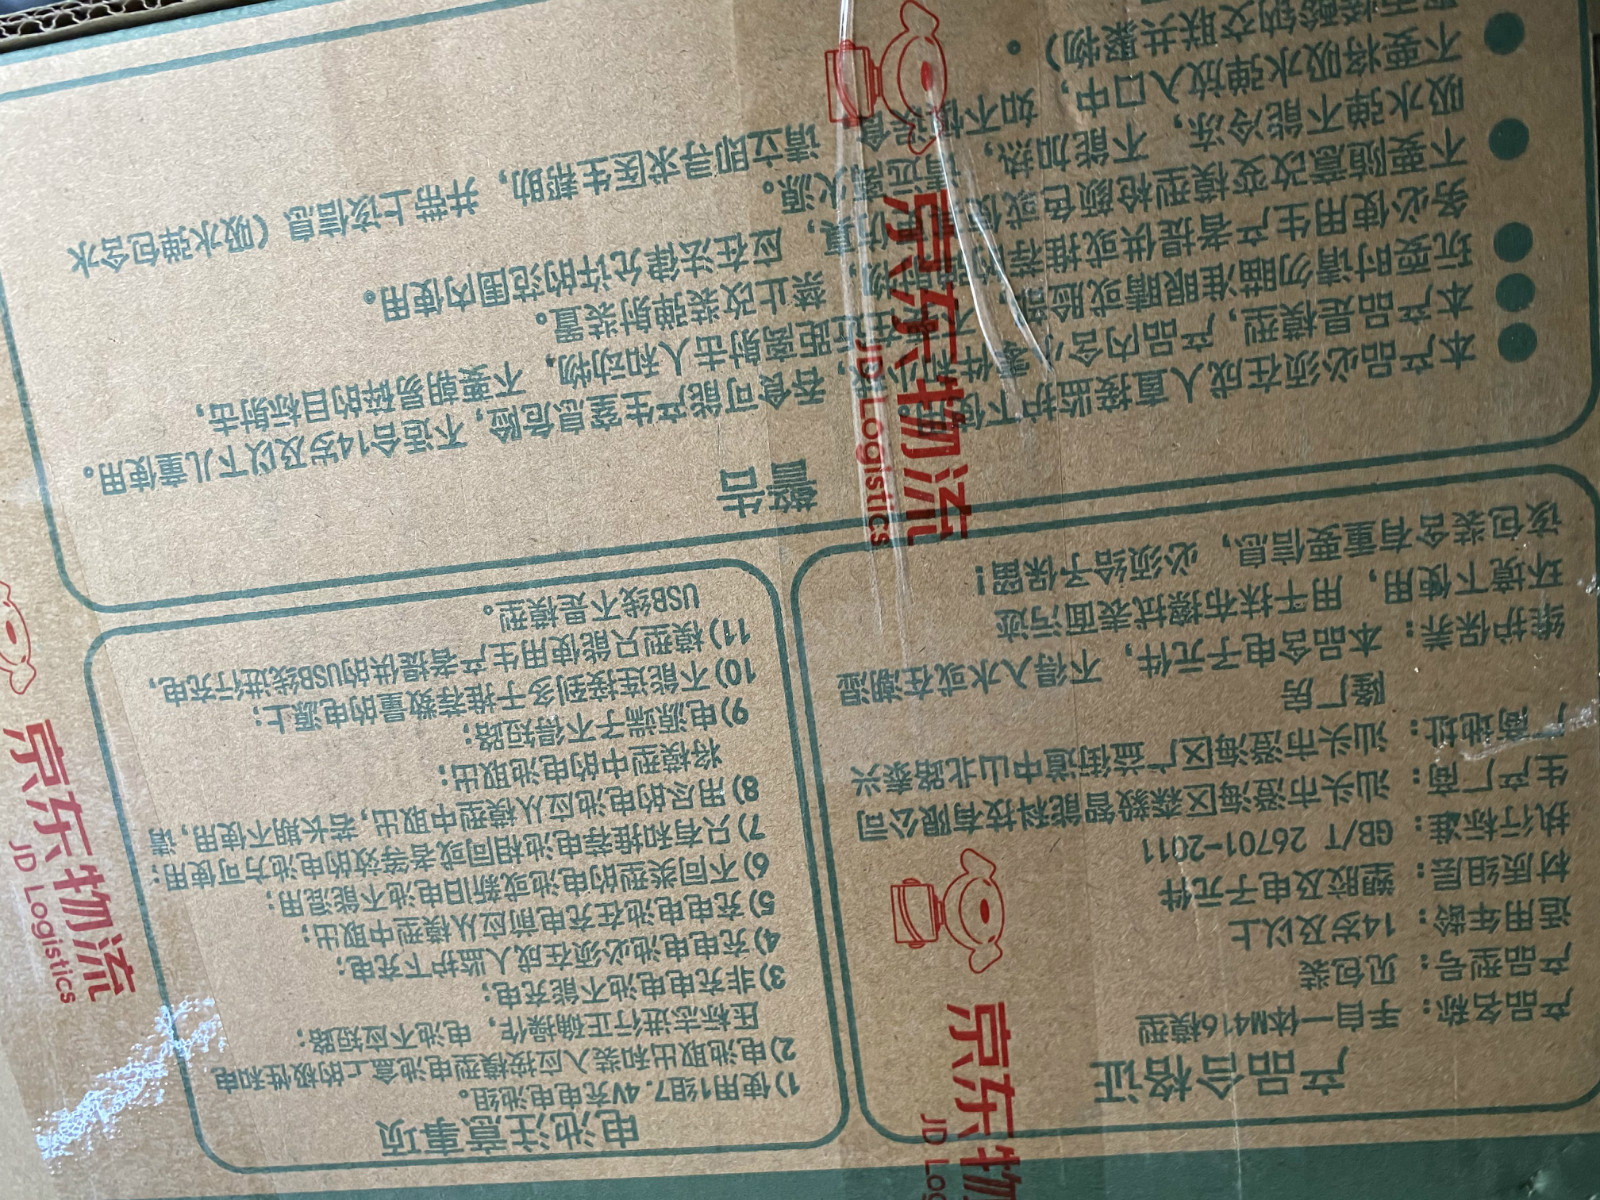 产品合格证
产品名称：半自一体M416模型
产品型号：见包装
适用年龄：14岁及以上
材质组层：塑胶及电子元件
执行标准：GB/T 26701-2011
生产厂商：汕头市澄海区森毅智能科技有限公司
厂商地址：汕头市澄海区广益街道中山北路泰兴
隆厂房
维护保养：本品含电子元件，不得入水或在潮湿
环境下使用，用干抹布擦拭表面污迹
该包装含有重要信息，必须给予保留！
电池注意事项
1)使用1组7.4V充电电池组。
2)电池取出和装入应按模型电池盒上的极性和电
压标志进行正确操作，电池不应短路；
3)非充电电池不能充电；
4)充电电池必须在成人监护下充电；
5)充电电池在充电前应从模型中取出；
6)不同类型的电池或新旧电池不能混用；
7)只有和推荐电池相同或者等效的电池方可使用；
8)用尽的电池应从模型中取出，若长期不使用，请
将模型中的电池取出；
9)电源端子不得短路；
10)不能连接到多于推荐数量的电源上；
11)模型只能使用生产者提供的USB线进行充电，
USB线不是模型。
警告
本产品必须在成人直接监护下使用。
本产品是模型，产品内含小零件和小球，吞食可能产生窒息危险，不适合14岁及以下儿童使用。
玩耍时请勿瞄准眼睛或脸部，不要在近距离射击人和动物，不要朝易碎的目标射击，
务必使用生产者提供或推荐的弹射物，禁止改装弹射装置。
不要随意改变模型枪颜色或使其仿真，应在法律允许的范围内使用。
吸水弹不能冷冻，不能加热，请远离火源。
不要将吸水弹放入口中，如不慎误食，请立即寻求医生帮助，并带上该信息（吸水弹包含水
烯酸钠交联共聚物）。
京东物流
JD Logistics
京东物流
JD Logistics
京东物
JD Log